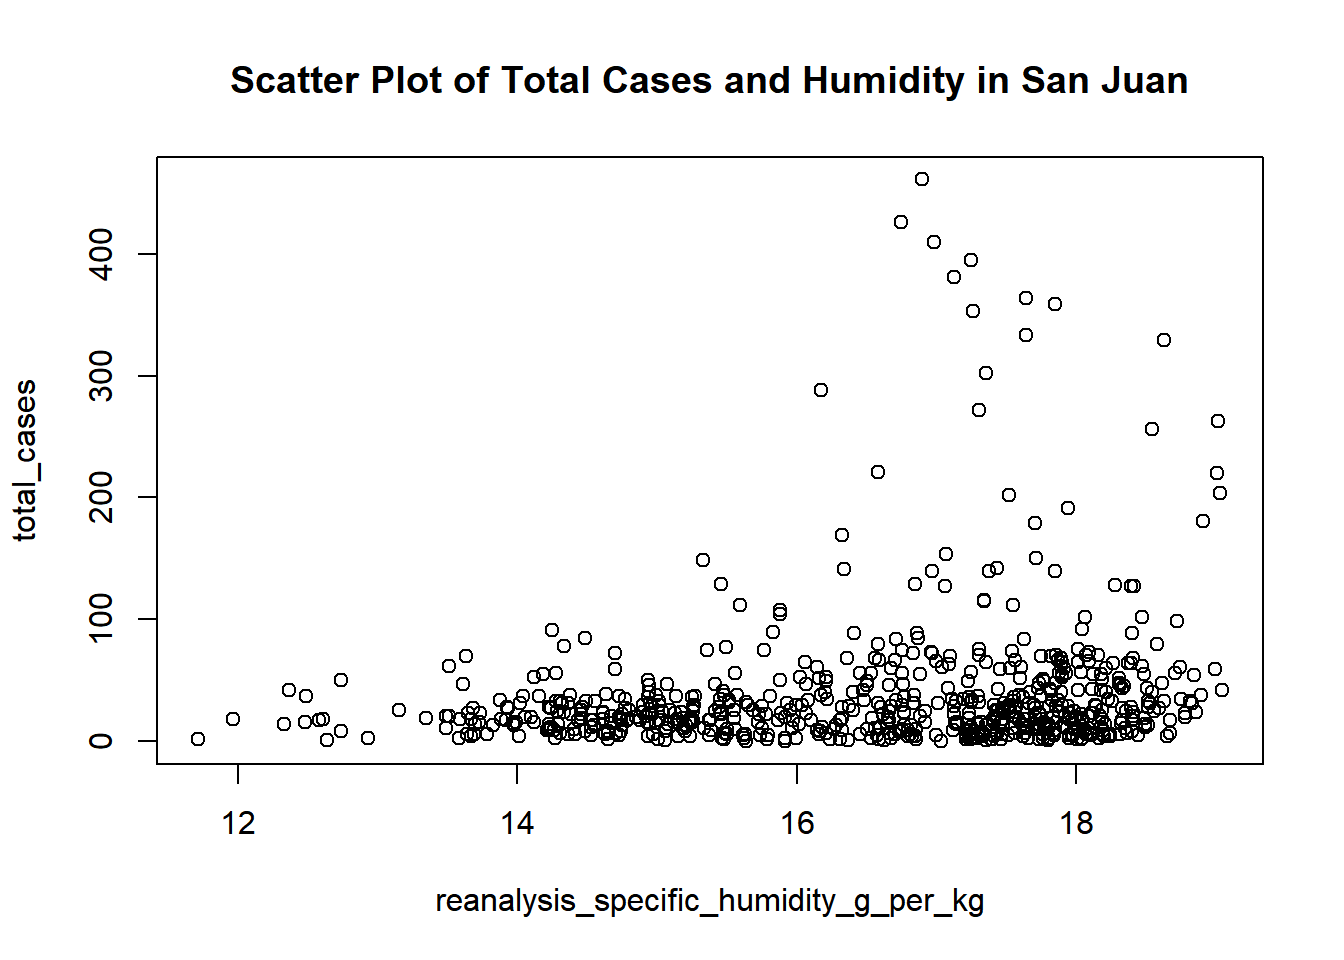 Scatter Plot of Total Cases and Humidity in San Juan
total_cases
400
300
200
100
0
12 14 16 18
reanalysis_specific_humidity_g_per_kg